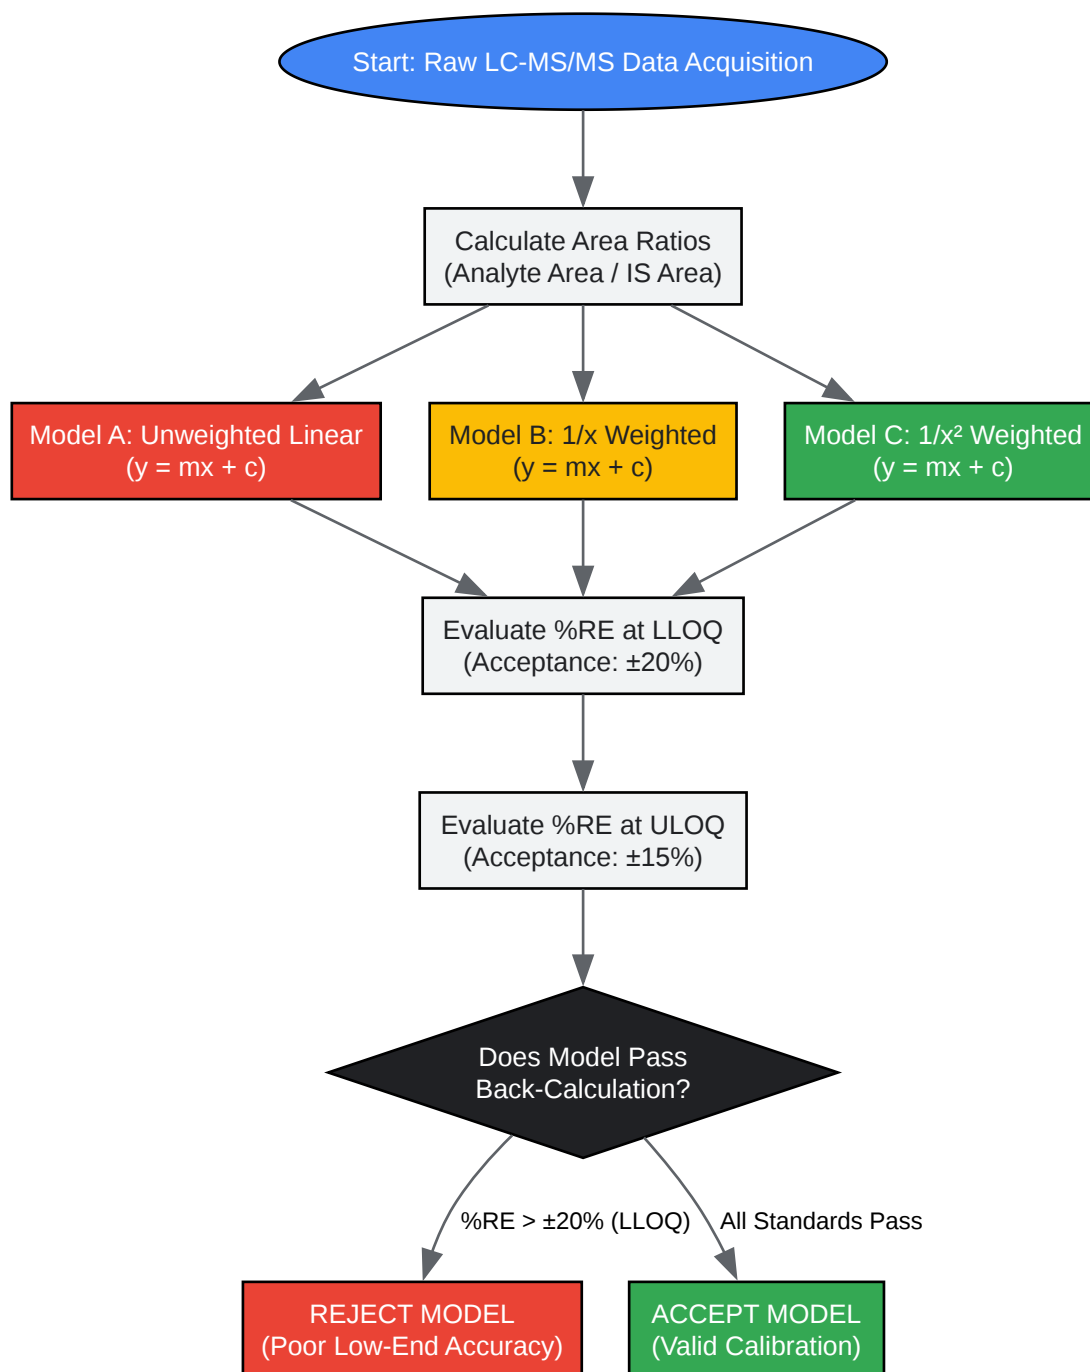 Start: Raw LC-MS/MS Data Acquisition
Calculate Area Ratios
(Analyte Area / IS Area)
Model A: Unweighted Linear
(y = mx + c)
Model B: 1/x Weighted
(y = mx + c)
Model C: 1/x² Weighted
(y = mx + c)
Evaluate %RE at LLOQ
(Acceptance: ±20%)
Evaluate %RE at ULOQ
(Acceptance: ±15%)
Does Model Pass
Back-Calculation?
%RE > ±20% (LLOQ)
All Standards Pass
REJECT MODEL
(Poor Low-End Accuracy)
ACCEPT MODEL
(Valid Calibration)